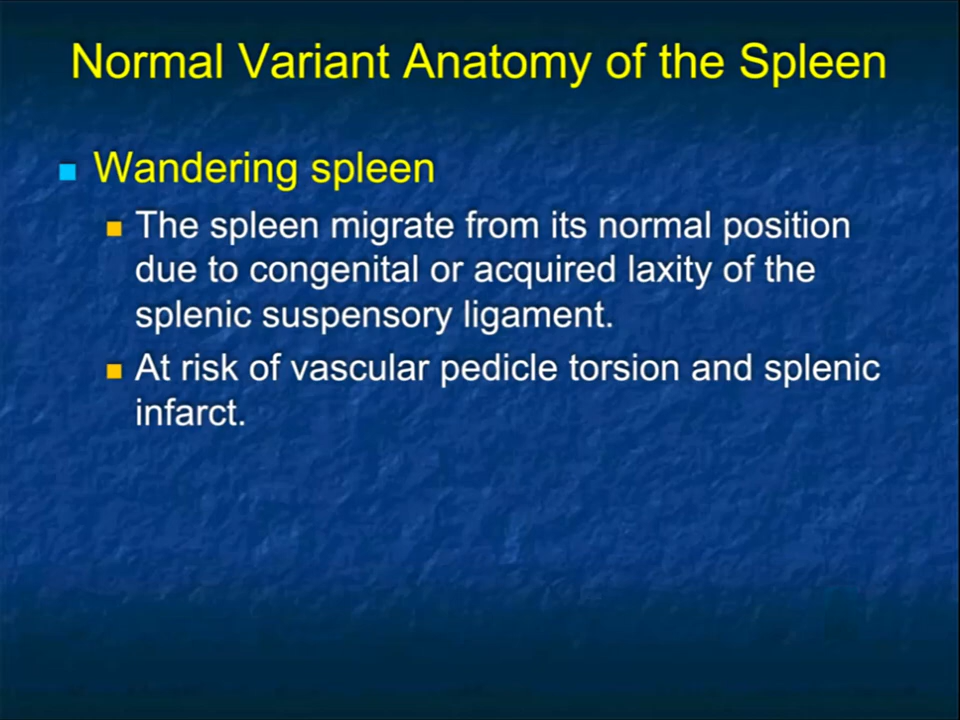 Normal Variant Anatomy of the Spleen
Wandering spleen
The spleen migrate from its normal position
due to congenital or acquired laxity of the
splenic suspensory ligament.
At risk of vascular pedicle torsion and splenic
infarct.